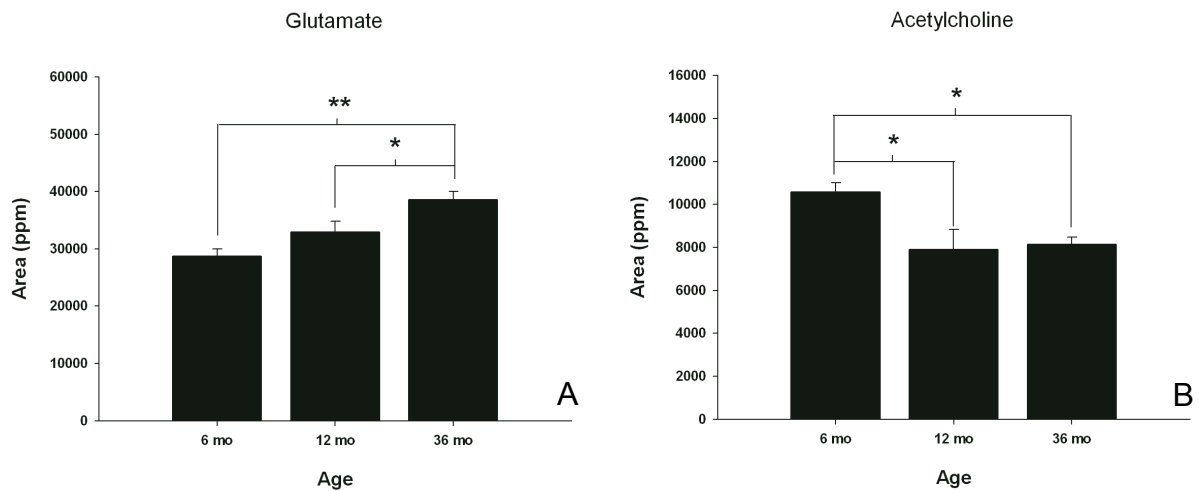 Glutamate
60000
50000
40000
30000
20000
10000
0
Area (ppm)
**
*
6 mo
12 mo
36 mo
Age
A
Acetylcholine
16000
14000
12000
10000
8000
6000
4000
2000
0
Area (ppm)
*
*
6 mo
12 mo
36 mo
Age
B